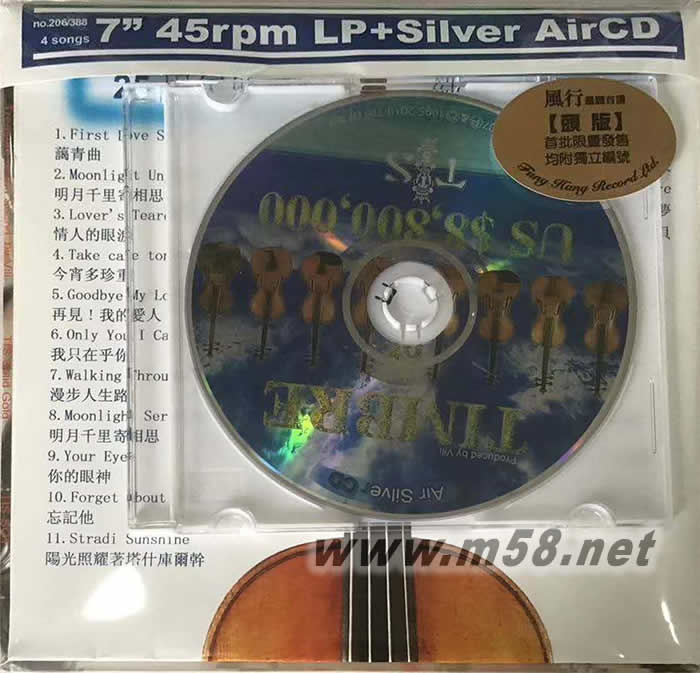 no.206/388
4 songs
7" 45rpm LP+Silver AirCD
風行
【頭版】
首批限量發售
均附獨立編號
Fung Hang Record Ltd.
1.First Love S
藹青曲
2.Moonlight Un
明月千里寄相思
3.Lover's Tear
情人的眼淚
4.Take care to
今宵多珍重
5.Goodbye My Lo
再見！我的愛人
6.Only You I Ca
我只在乎你
7.Walking Throu
漫步人生路
8.Moonlight Ser
明月千里寄相思
9.Your Eye
你的眼神
10.Forget about
忘記他
11.Stradi Sunshine
陽光照耀著塔什庫爾幹
TIS
US $8,800,000
TIMBRE
Produced by Vili
Air Silver CD
www.m58.net